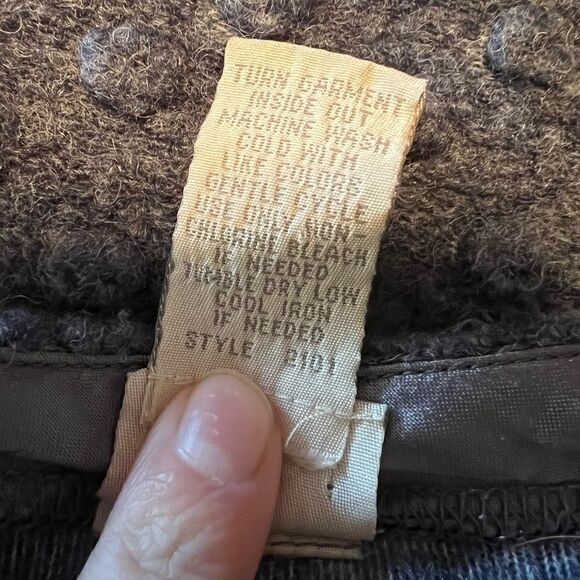 TURN GARMENT
INSIDE OUT
MACHINE WASH
COLD WITH
LIKE COLORS
GENTLE CYCLE
USE ONLY NON-
CHLORINE BLEACH
IF NEEDED
TUMBLE DRY LOW
COOL IRON
IF NEEDED
STYLE 2101